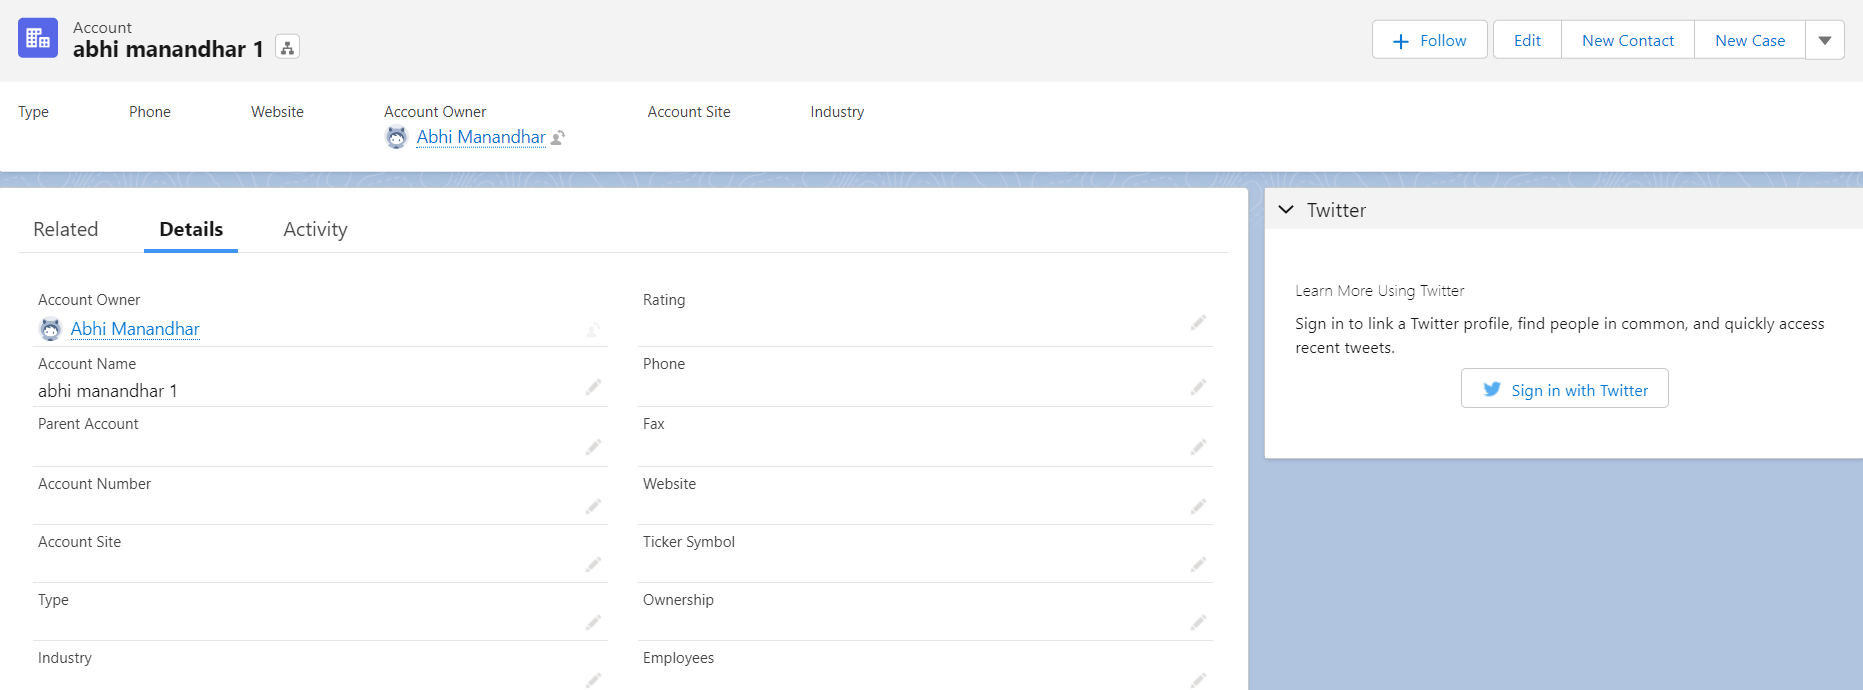 Account
abhi manandhar 1
Follow
Edit
New Contact
New Case
Type
Phone
Website
Account Owner
Account Site
Industry
Abhi Manandhar
Related
Details
Activity
Account Owner
Abhi Manandhar
Rating
Account Name
abhi manandhar 1
Phone
Parent Account
Fax
Account Number
Website
Account Site
Ticker Symbol
Type
Ownership
Industry
Employees
Twitter
Learn More Using Twitter
Sign in to link a Twitter profile, find people in common, and quickly access
recent tweets.
Sign in with Twitter